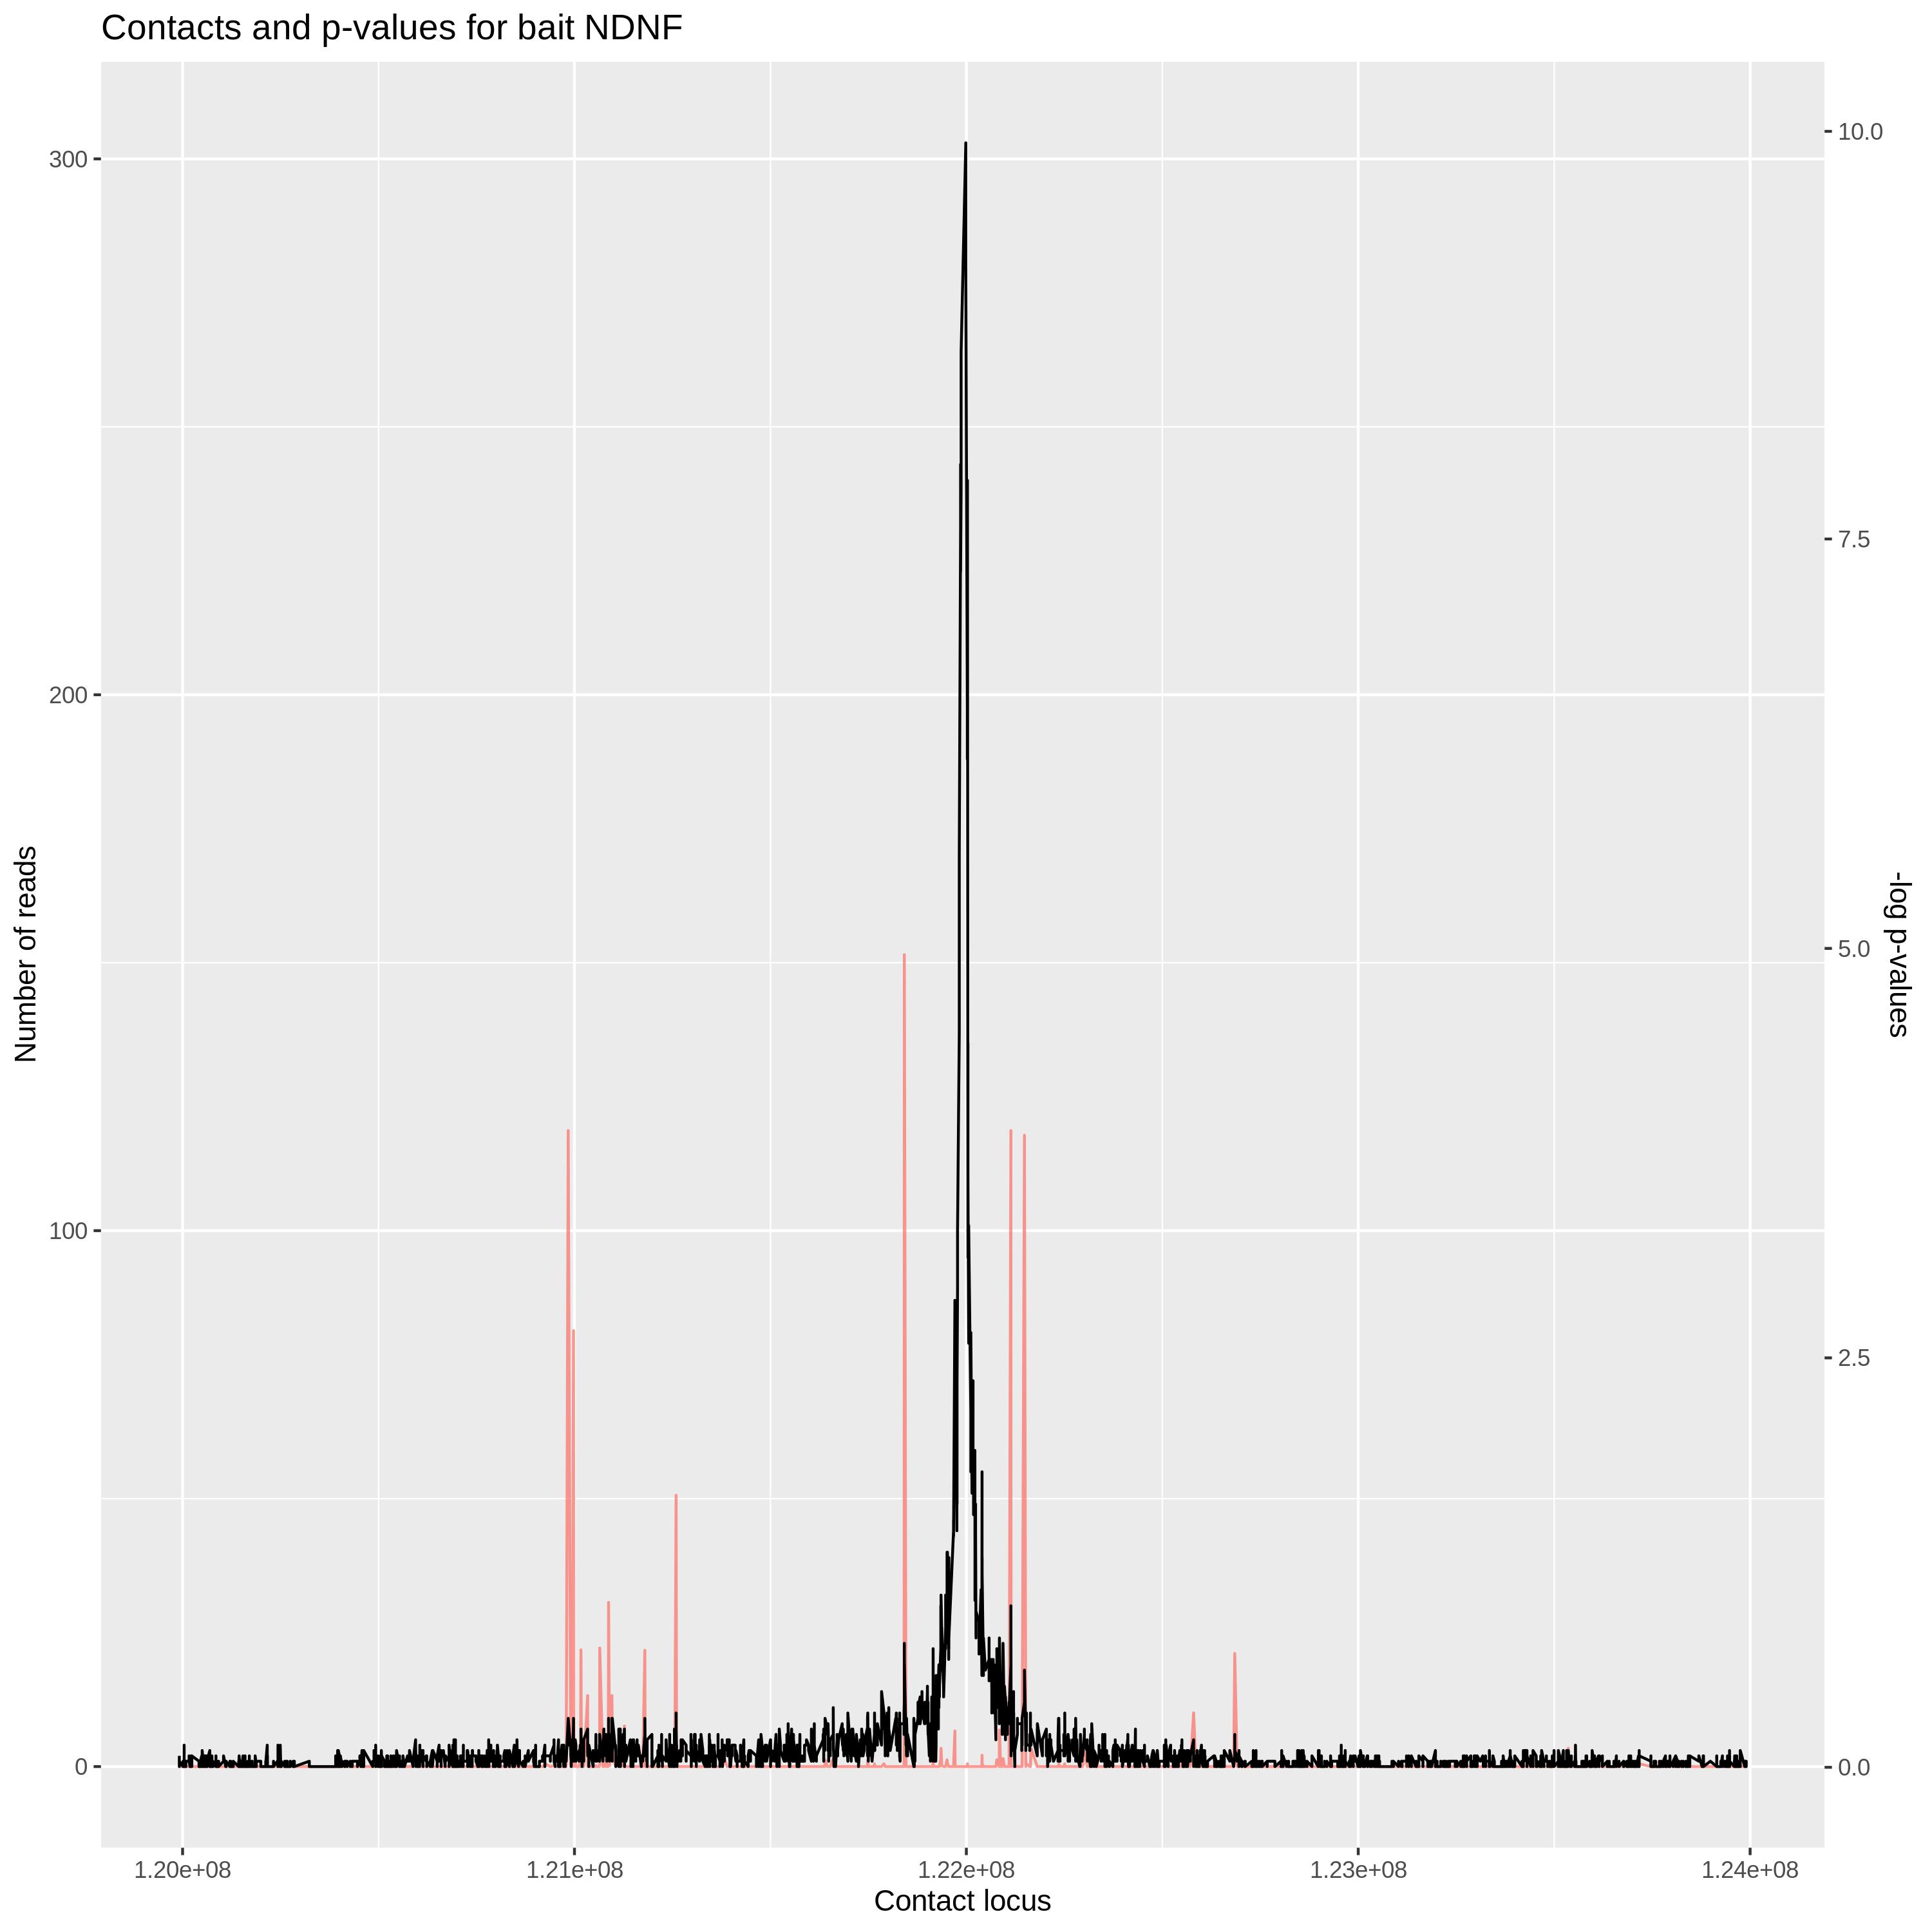 Contacts and p-values for bait NDNF
300
200
100
0
Number of reads
10.0
7.5
5.0
2.5
0.0
-log p-values
1.20e+08
1.21e+08
1.22e+08
1.23e+08
1.24e+08
Contact locus